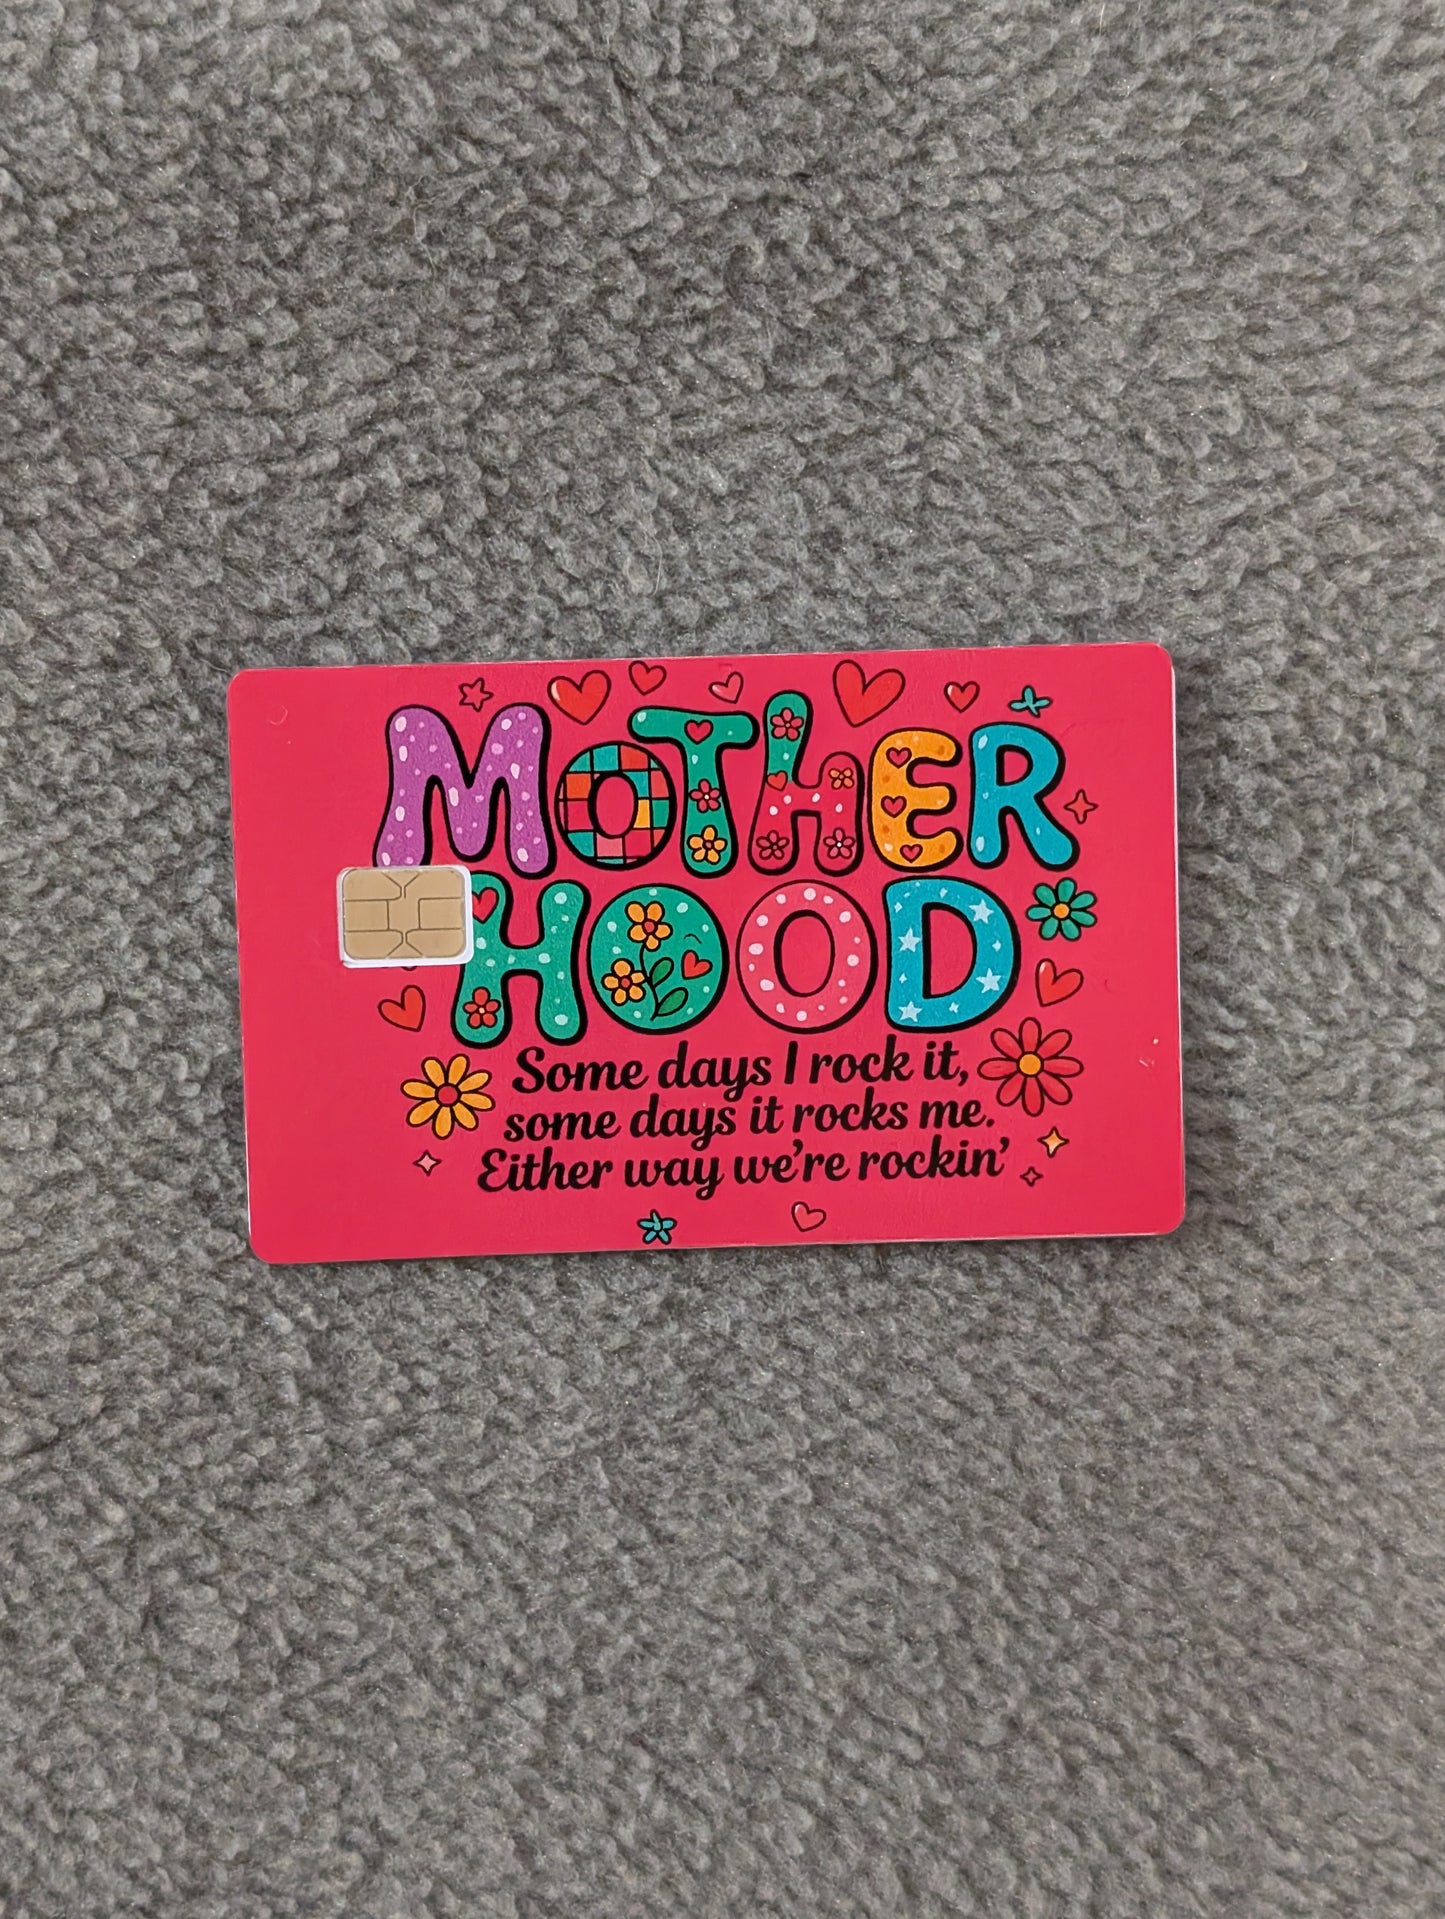 MOTHER
HOOD
Some days I rock it,
some days it rocks me.
Either way we're rockin'